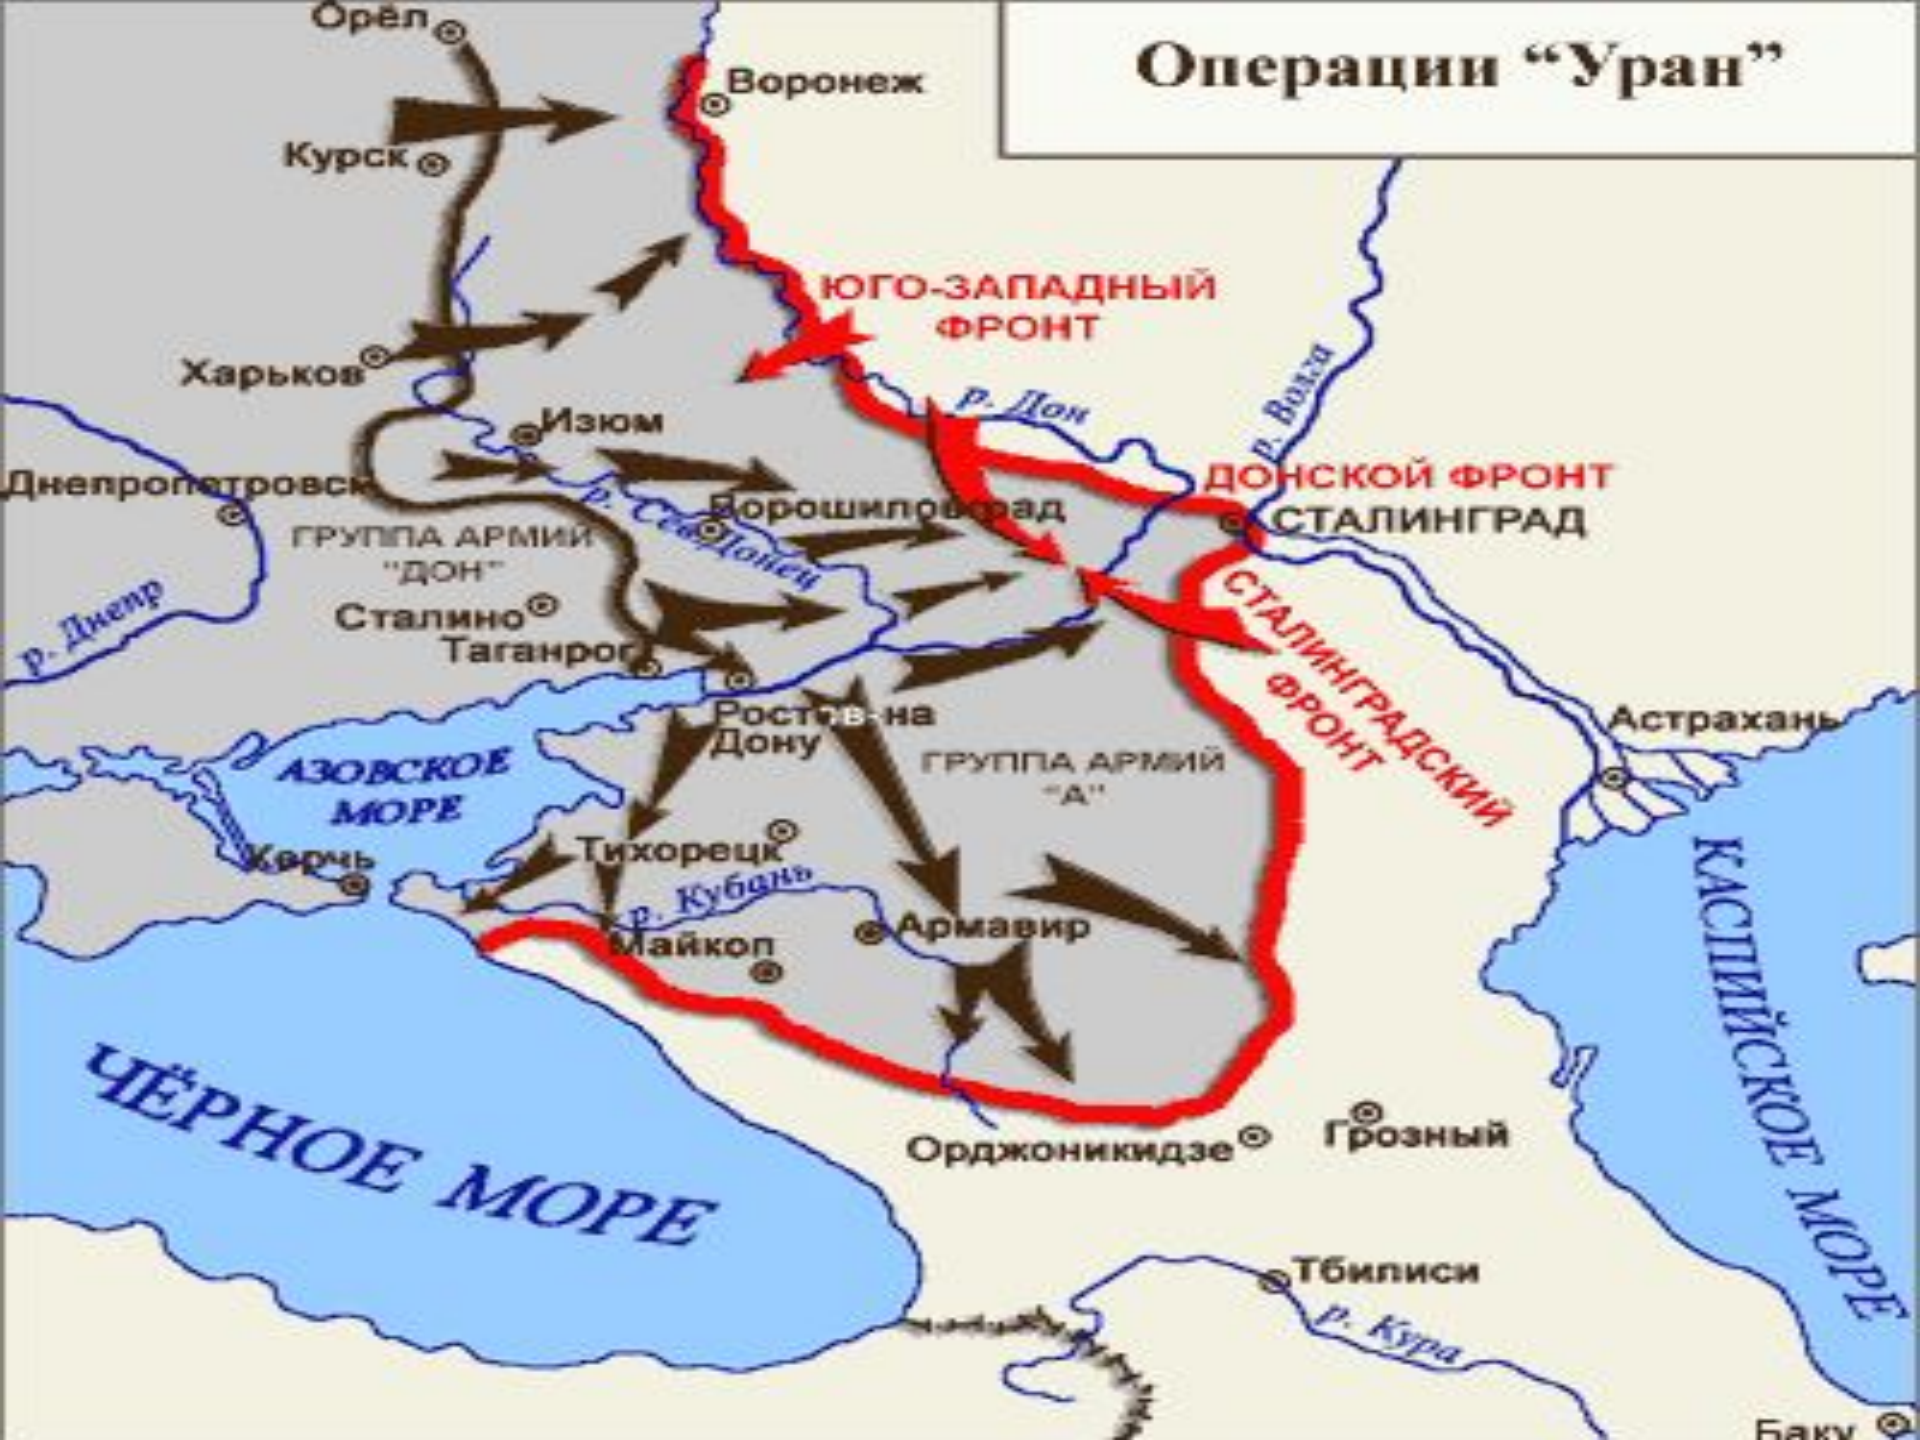 Операции “Уран”
Орёл
Воронеж
Курск
ЮГО-ЗАПАДНЫЙ
ФРОНТ
Харьков
р. Волга
р. Дон
Изюм
Днепропетровск
ДОНСКОЙ ФРОНТ
Ворошиловград
СТАЛИНГРАД
р. Сев Донец
ГРУППА АРМИЙ
"ДОН"
р. Днепр
Сталино
Таганрог
СТАЛИНГРАДСКИЙ
ФРОНТ
Ростов-на
Дону
Астрахань
АЗОВСКОЕ
МОРЕ
ГРУППА АРМИЙ
"А"
Керчь
Тихорецк
р. Кубань
Армавир
Майкоп
КАСПИЙСКОЕ МОРЕ
ЧЁРНОЕ МОРЕ
Орджоникидзе
Грозный
Тбилиси
р. Кура
Баку